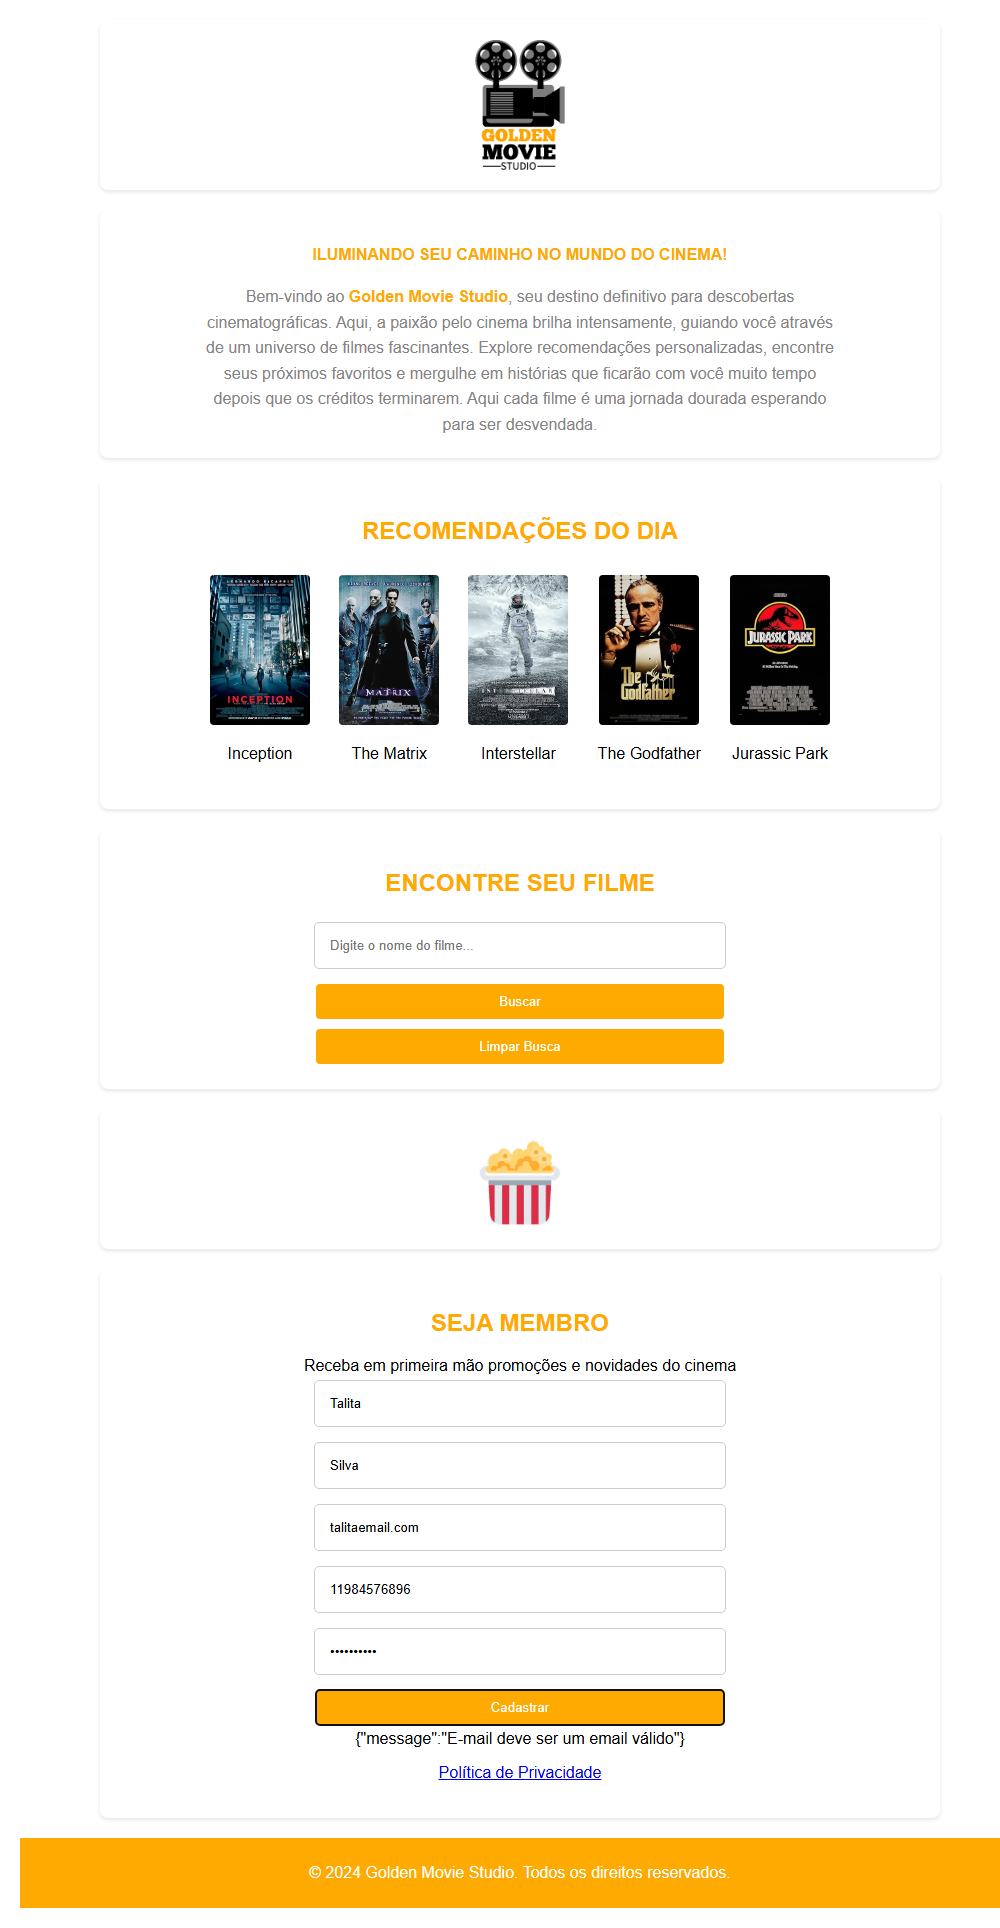 GOLDEN
MOVIE
STUDIO
ILUMINANDO SEU CAMINHO NO MUNDO DO CINEMA!
Bem-vindo ao Golden Movie Studio, seu destino definitivo para descobertas
cinematográficas. Aqui, a paixão pelo cinema brilha intensamente, guiando você através
de um universo de filmes fascinantes. Explore recomendações personalizadas, encontre
seus próximos favoritos e mergulhe em histórias que ficarão com você muito tempo
depois que os créditos terminarem. Aqui cada filme é uma jornada dourada esperando
para ser desvendada.
RECOMENDAÇÕES DO DIA
INCEPTION
MATRIX
INTERSTELLAR
The Godfather
JURASSIC PARK
Inception
The Matrix
Interstellar
The Godfather
Jurassic Park
ENCONTRE SEU FILME
Digite o nome do filme...
Buscar
Limpar Busca
SEJA MEMBRO
Receba em primeira mão promoções e novidades do cinema
Talita
Silva
talitaemail.com
11984576896
••••••••••
Cadastrar
{"message":"E-mail deve ser um email válido"}
Política de Privacidade
© 2024 Golden Movie Studio. Todos os direitos reservados.